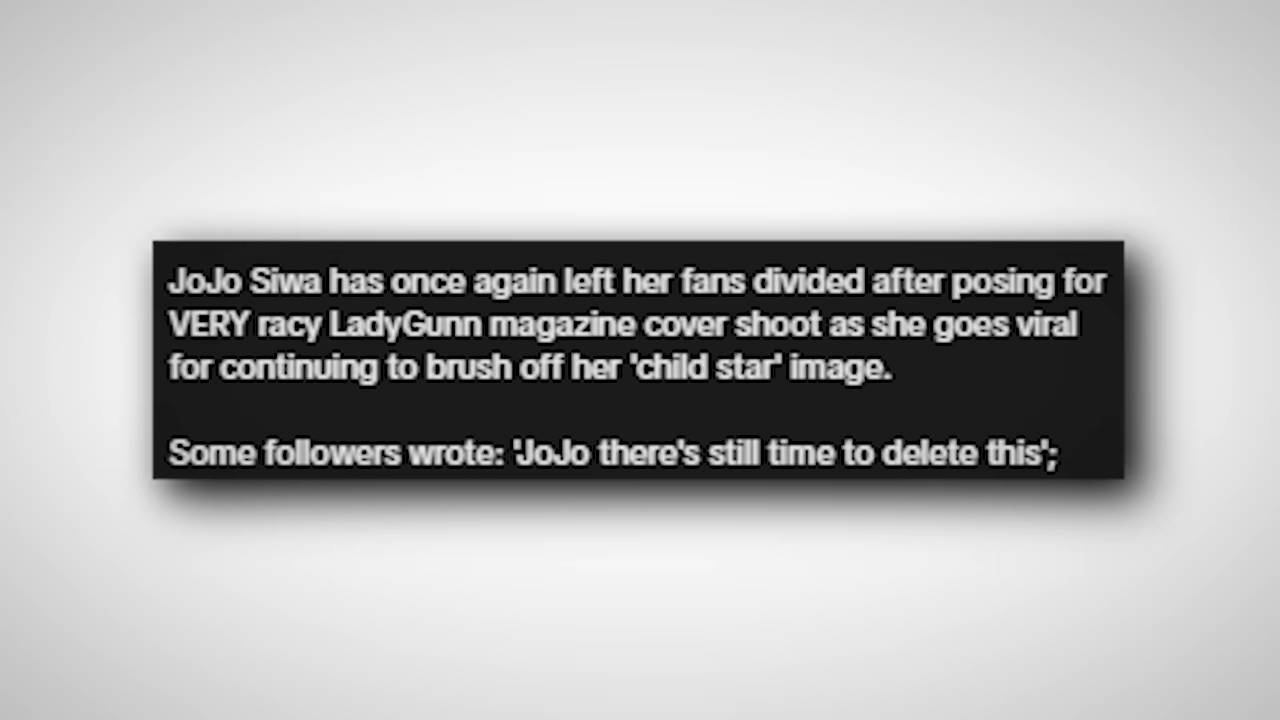 JoJo Siwa has once again left her fans divided after posing for
VERY racy LadyGunn magazine cover shoot as she goes viral
for continuing to brush off her 'child star' image.
Some followers wrote: 'JoJo there's still time to delete this';